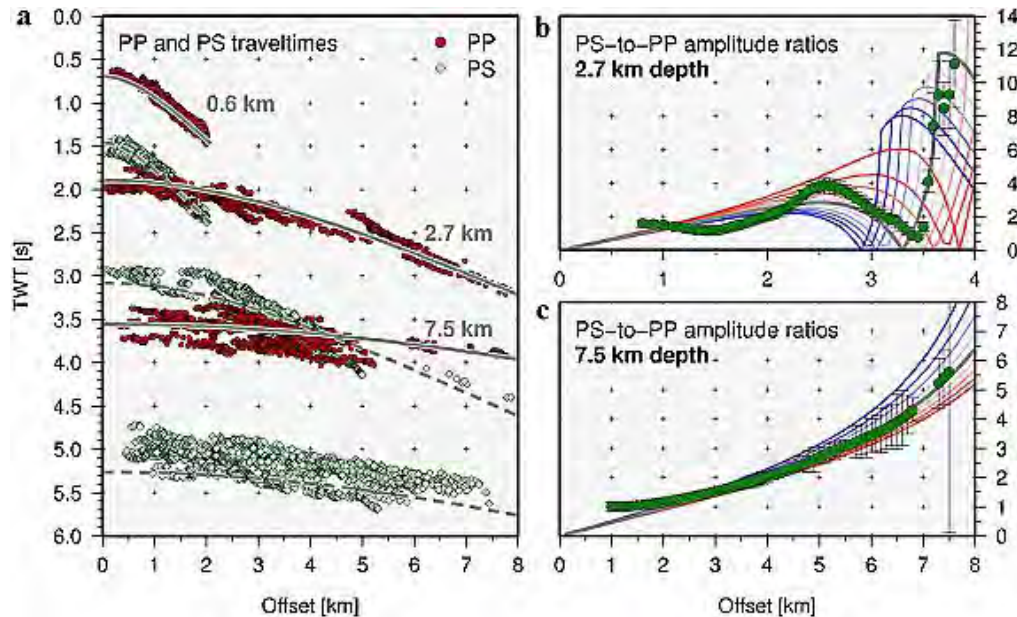 a
PP and PS traveltimes
PP
PS
0.6 km
2.7 km
7.5 km
TWT [s]
0.0
0.5
1.0
1.5
2.0
2.5
3.0
3.5
4.0
4.5
5.0
5.5
6.0
0 1 2 3 4 5 6 7 8
Offset [km]
b
PS-to-PP amplitude ratios
2.7 km depth
14
12
10
8
6
4
2
0
0 1 2 3 4
c
PS-to-PP amplitude ratios
7.5 km depth
8
7
6
5
4
3
2
1
0
0 1 2 3 4 5 6 7 8
Offset [km]